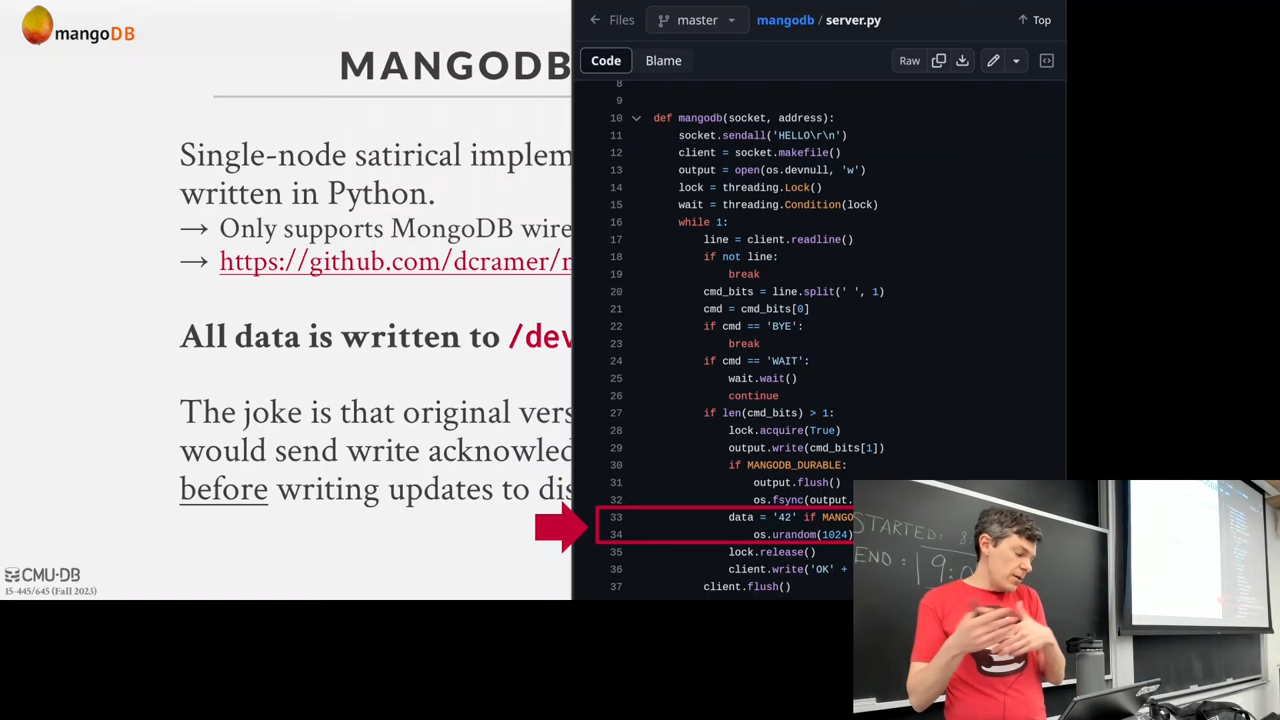 mangoDB
MANGODB
Single-node satirical implem
written in Python.
→ Only supports MongoDB wire
→ https://github.com/dcramer/
All data is written to /dev
The joke is that original vers
would send write acknowled
before writing updates to dis
CMU·DB
15-445/645 (Fall 2023)
Files
master
mangodb / server.py
Top
Code
Blame
Raw
8
9
10 def mangodb(socket, address):
11 socket.sendall('HELLO\r\n')
12 client = socket.makefile()
13 output = open(os.devnull, 'w')
14 lock = threading.Lock()
15 wait = threading.Condition(lock)
16 while 1:
17 line = client.readline()
18 if not line:
19 break
20 cmd_bits = line.split(' ', 1)
21 cmd = cmd_bits[0]
22 if cmd == 'BYE':
23 break
24 if cmd == 'WAIT':
25 wait.wait()
26 continue
27 if len(cmd_bits) > 1:
28 lock.acquire(True)
29 output.write(cmd_bits[1])
30 if MANGODB_DURABLE:
31 output.flush()
32 os.fsync(output.
33 data = '42' if MANGO
34 os.urandom(1024)
35 lock.release()
36 client.write('OK' +
37 client.flush()
STARTED: 8:
END: 9:0